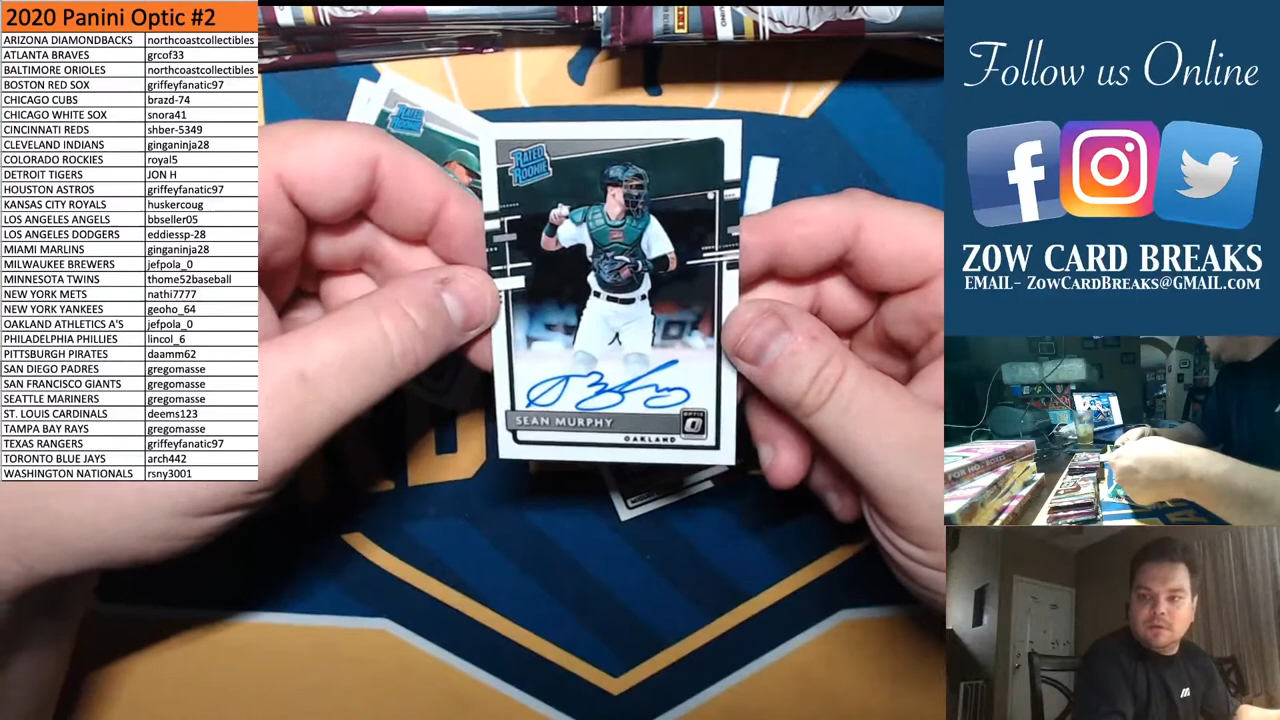 2020 Panini Optic #2
ARIZONA DIAMONDBACKS northcoastcollectibles
ATLANTA BRAVES grcof33
BALTIMORE ORIOLES northcoastcollectibles
BOSTON RED SOX griffeyfanatic97
CHICAGO CUBS brazd-74
CHICAGO WHITE SOX snora41
CINCINNATI REDS shber-5349
CLEVELAND INDIANS ginganinja28
COLORADO ROCKIES royal5
DETROIT TIGERS JON H
HOUSTON ASTROS griffeyfanatic97
KANSAS CITY ROYALS huskercoug
LOS ANGELES ANGELS bbseller05
LOS ANGELES DODGERS eddiessp-28
MIAMI MARLINS ginganinja28
MILWAUKEE BREWERS jefpola_0
MINNESOTA TWINS thome52baseball
NEW YORK METS nathi7777
NEW YORK YANKEES geoho_64
OAKLAND ATHLETICS A'S jefpola_0
PHILADELPHIA PHILLIES lincol_6
PITTSBURGH PIRATES daamm62
SAN DIEGO PADRES gregomasse
SAN FRANCISCO GIANTS gregomasse
SEATTLE MARINERS gregomasse
ST. LOUIS CARDINALS deems123
TAMPA BAY RAYS gregomasse
TEXAS RANGERS griffeyfanatic97
TORONTO BLUE JAYS arch442
WASHINGTON NATIONALS rsny3001
PANINI
RATED
ROOKIE
RATED
ROOKIE
SEAN MURPHY
OPTIC
OAKLAND
Follow us Online
ZOW CARD BREAKS
EMAIL- ZOWCARDBREAKS@GMAIL.COM